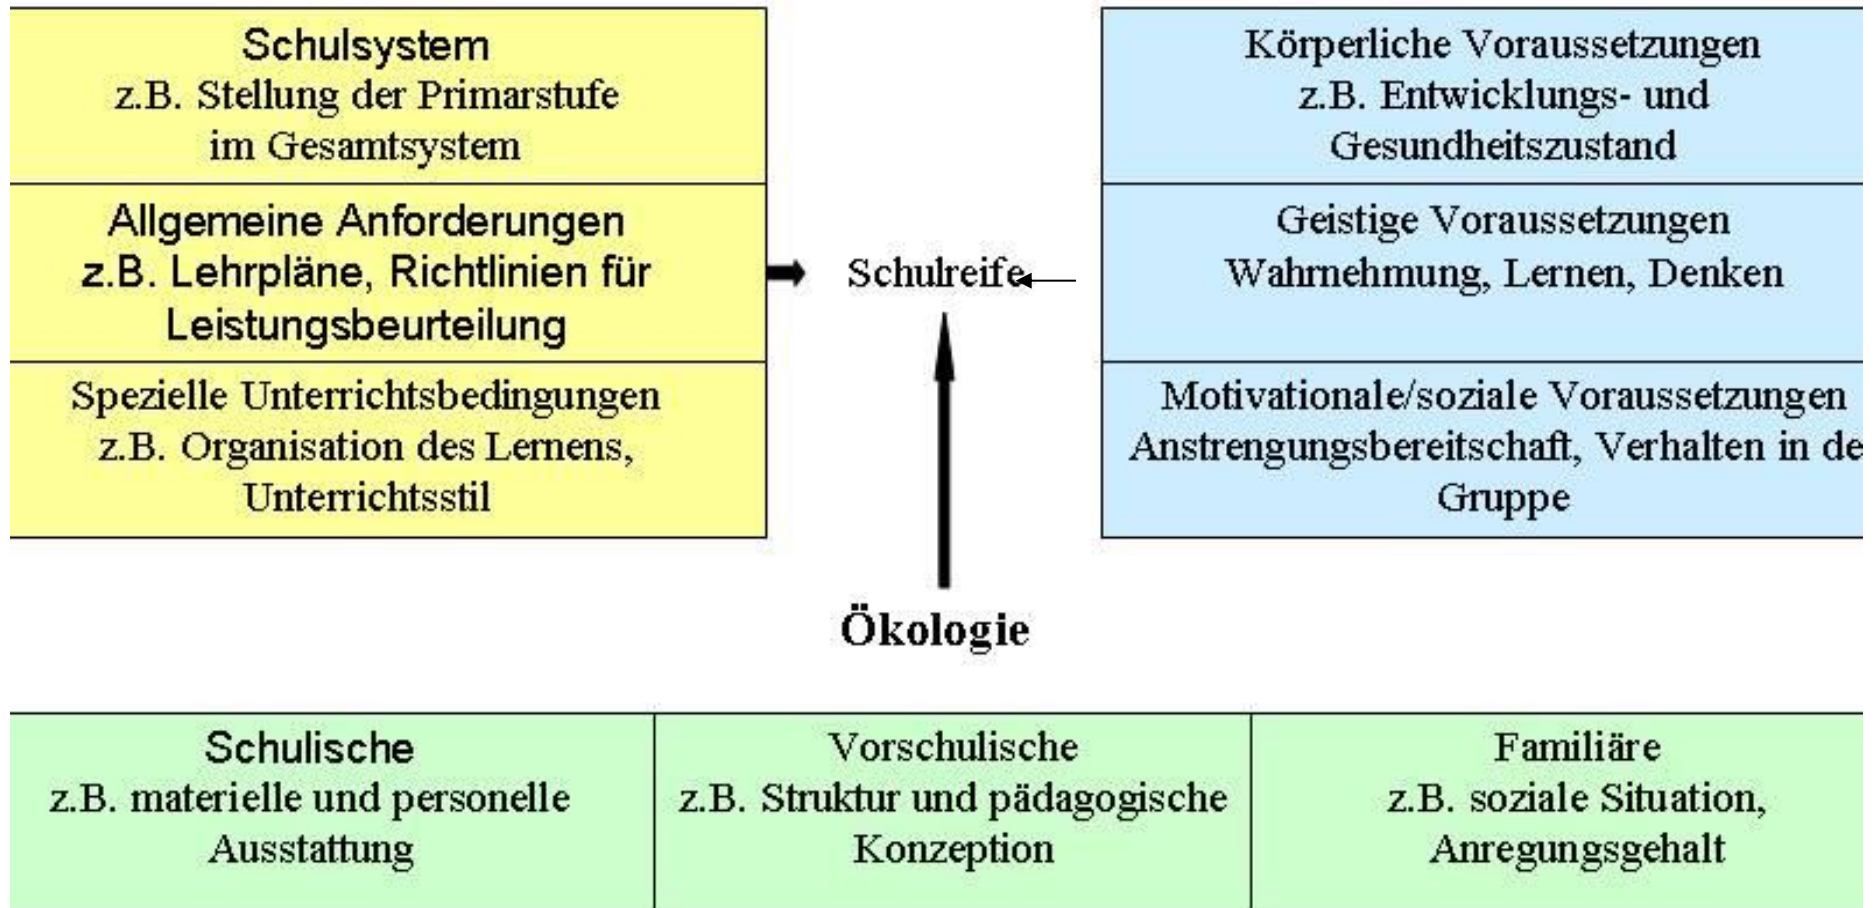 Schulsystem
z.B. Stellung der Primarstufe
im Gesamtsystem
Allgemeine Anforderungen
z.B. Lehrpläne, Richtlinien für
Leistungsbeurteilung
Spezielle Unterrichtsbedingungen
z.B. Organisation des Lernens,
Unterrichtsstil
Schulreife
Körperliche Voraussetzungen
z.B. Entwicklungs- und
Gesundheitszustand
Geistige Voraussetzungen
Wahrnehmung, Lernen, Denken
Motivationale/soziale Voraussetzungen
Anstrengungsbereitschaft, Verhalten in de
Gruppe
Ökologie
Schulische
z.B. materielle und personelle
Ausstattung
Vorschulische
z.B. Struktur und pädagogische
Konzeption
Familiäre
z.B. soziale Situation,
Anregungsgehalt